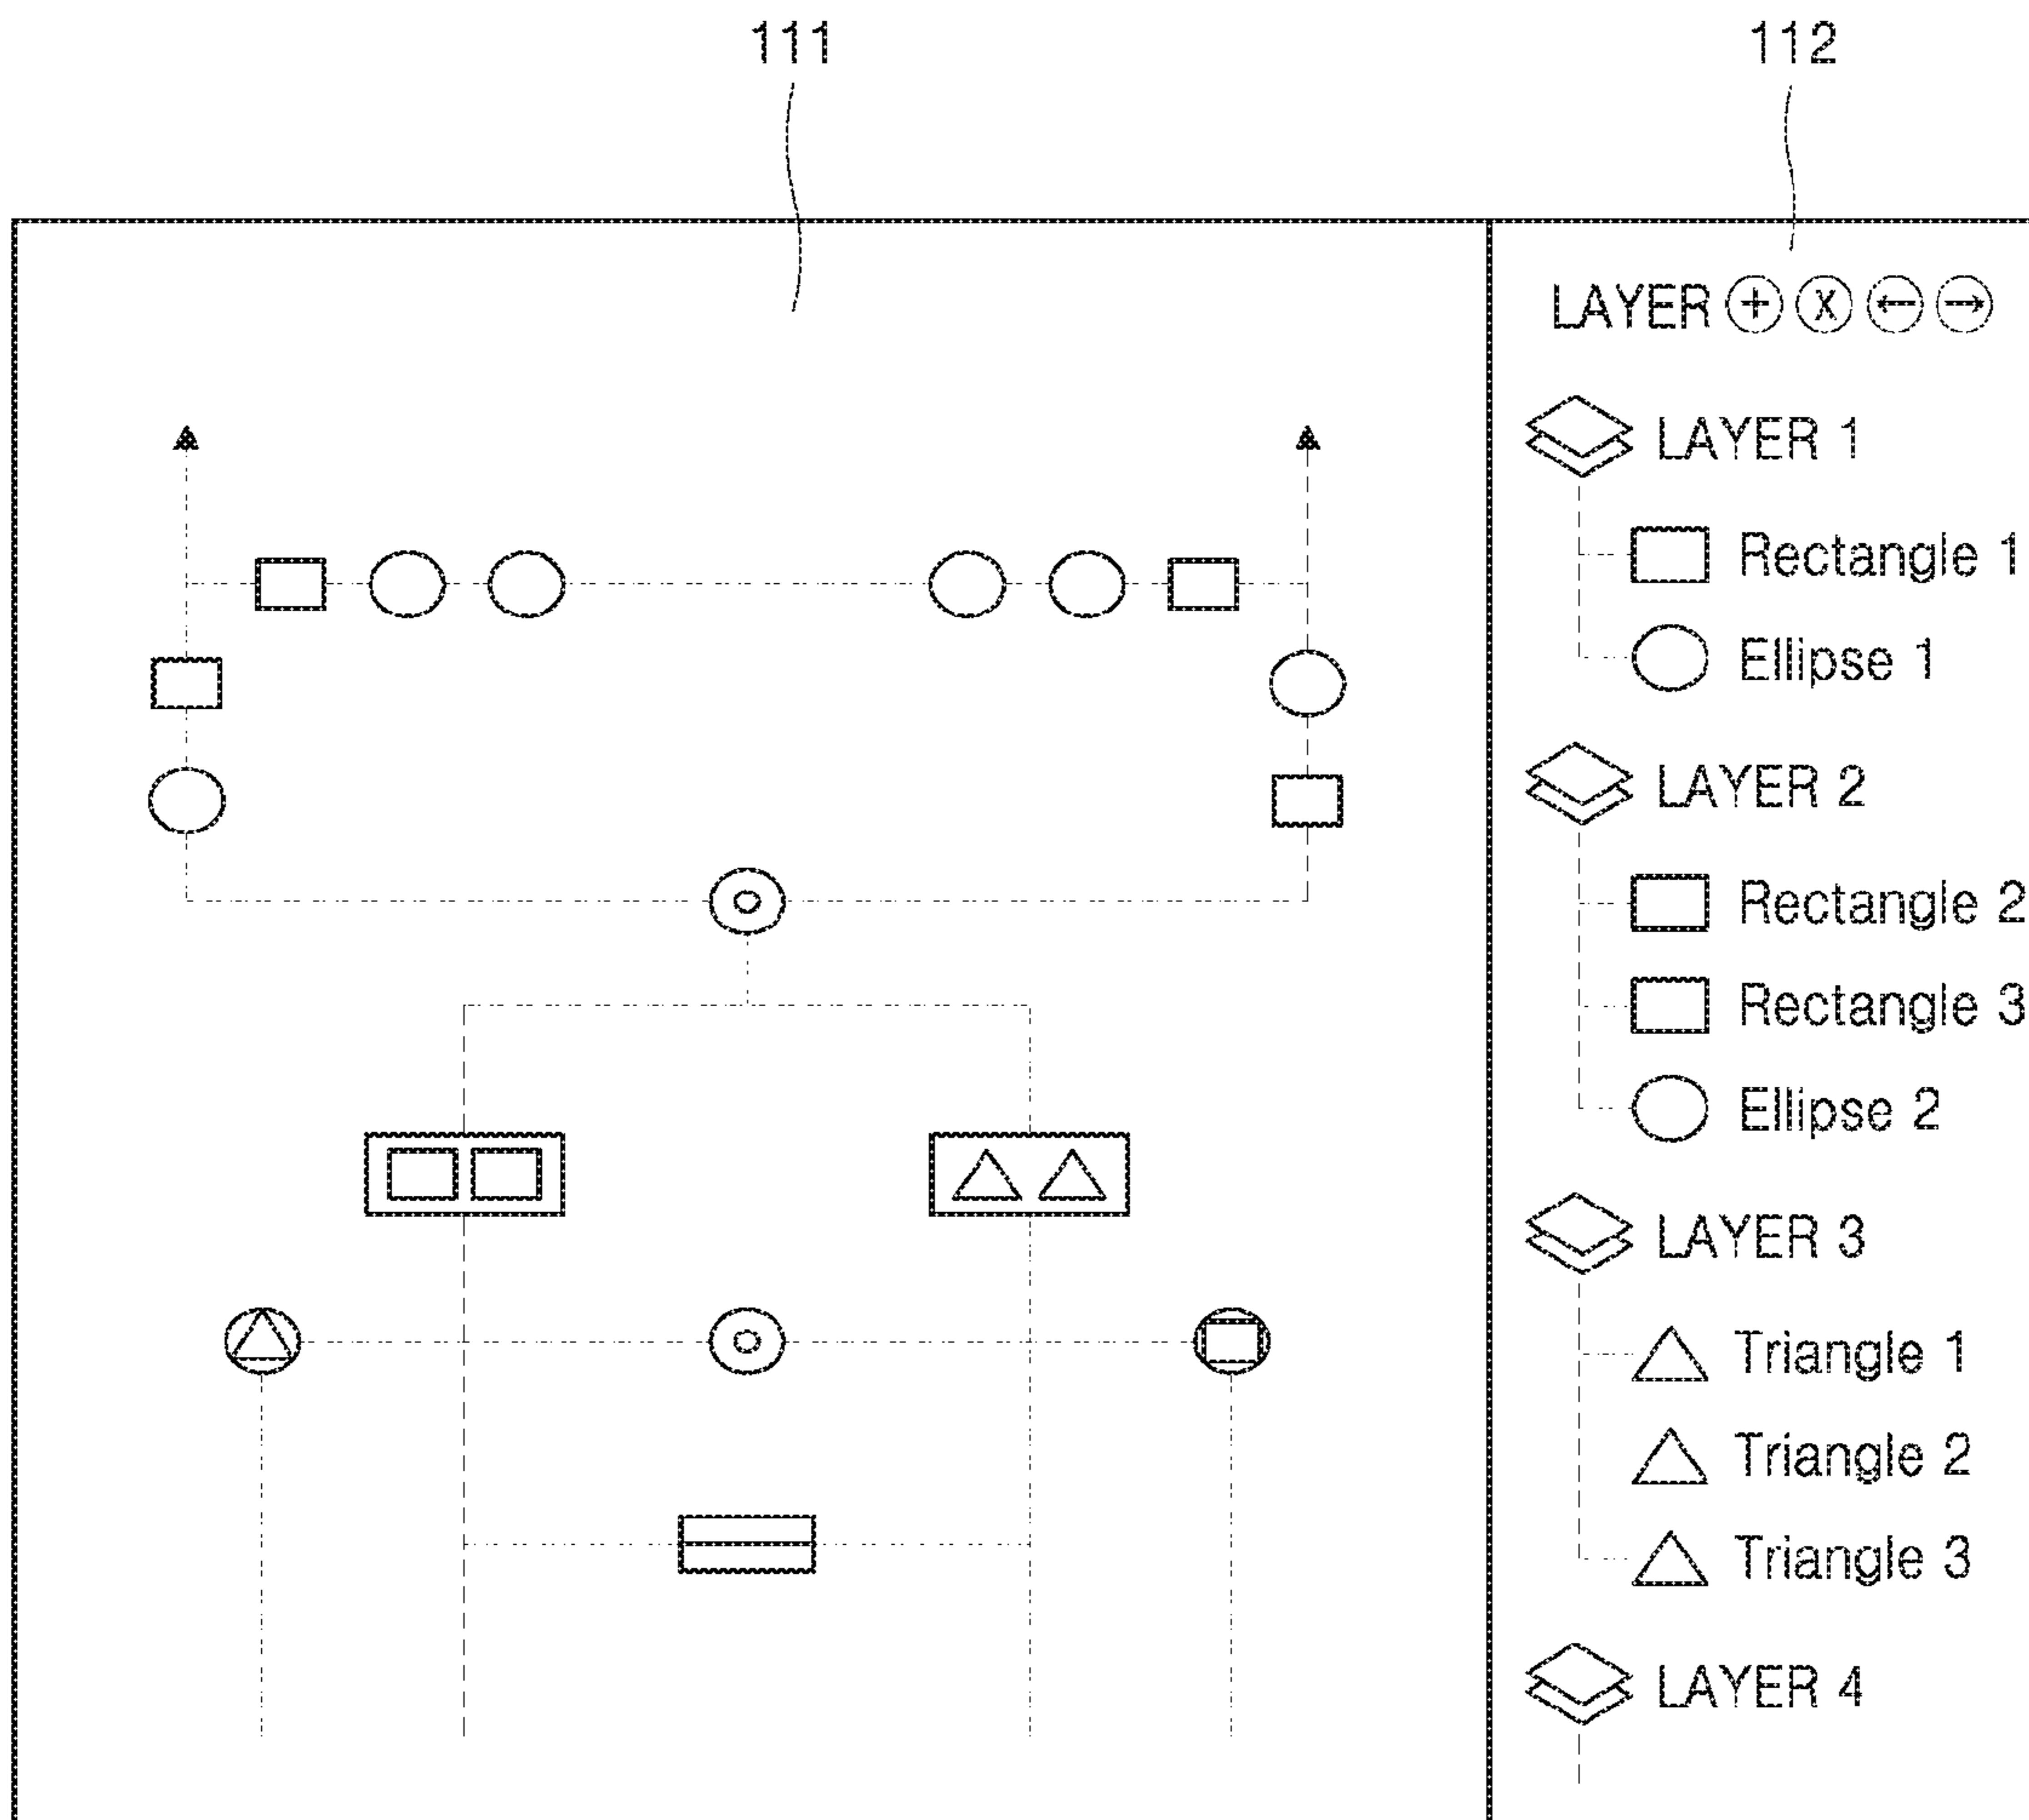 111
112
LAYER + X ← →
LAYER 1
Rectangle 1
Ellipse 1
LAYER 2
Rectangle 2
Rectangle 3
Ellipse 2
LAYER 3
Triangle 1
Triangle 2
Triangle 3
LAYER 4